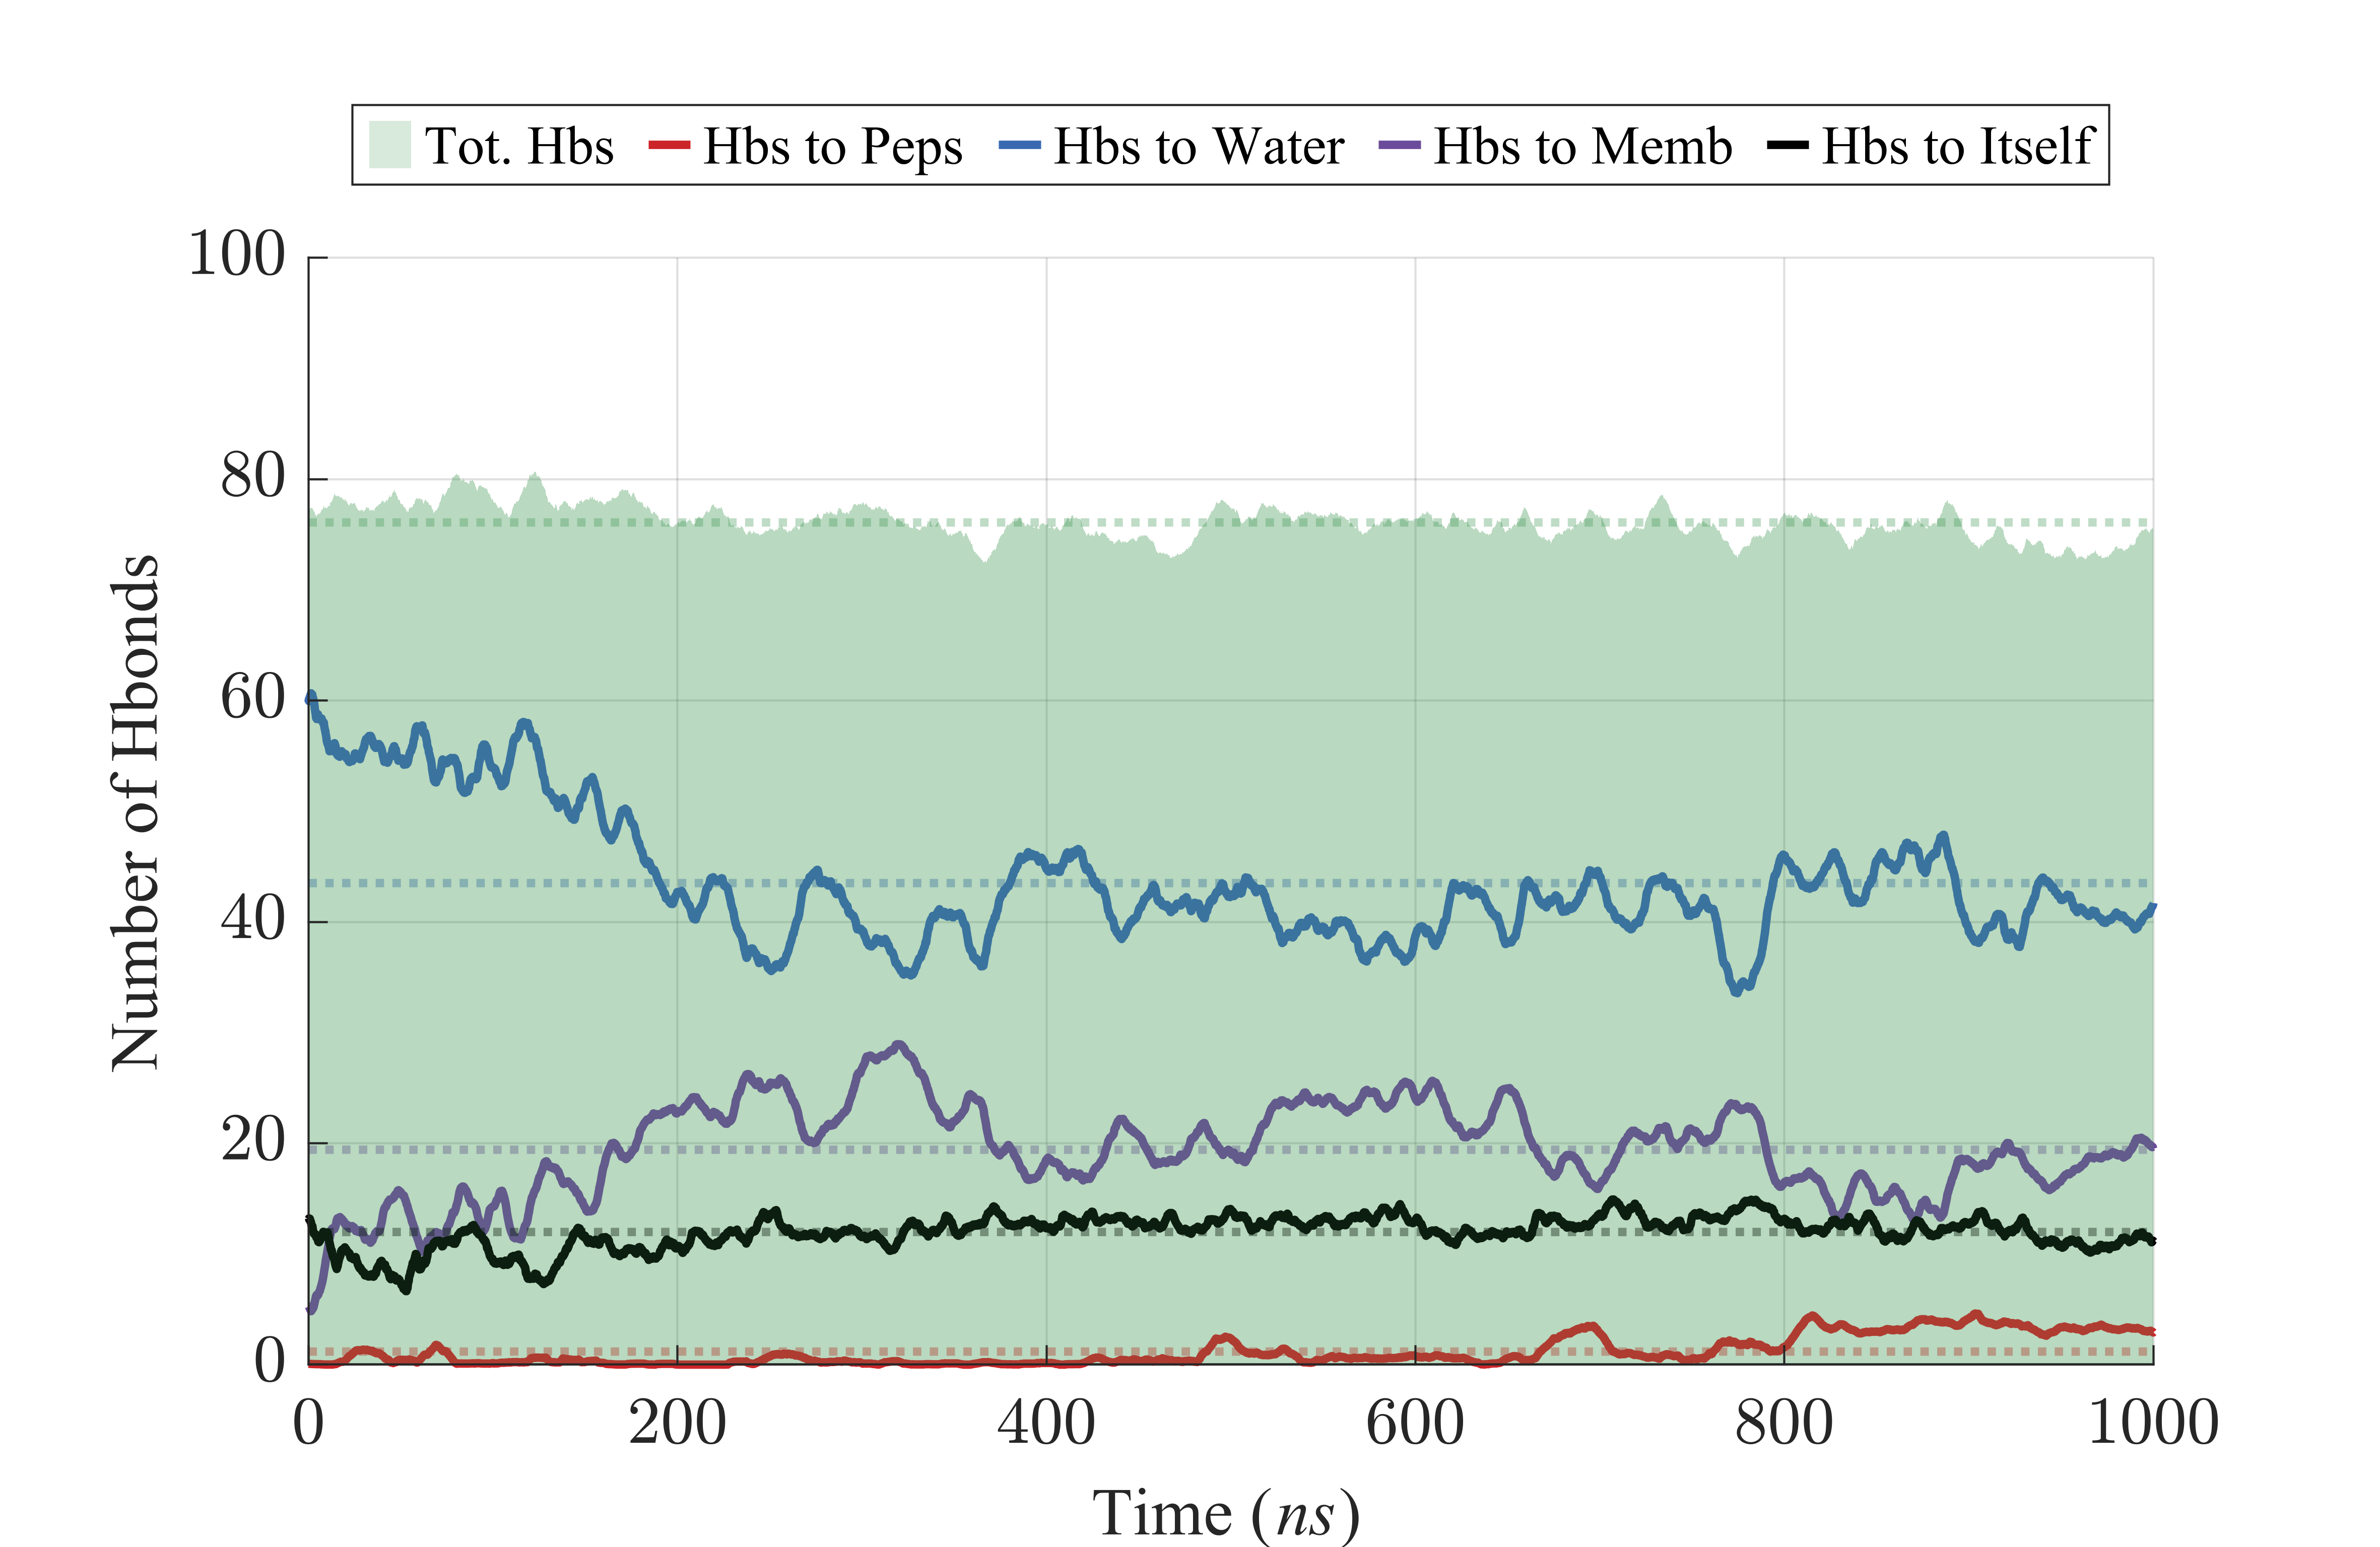 Tot. Hbs Hbs to Peps Hbs to Water Hbs to Memb Hbs to Itself
100
80
60
40
20
0
Number of Hbonds
0 200 400 600 800 1000
Time (ns)